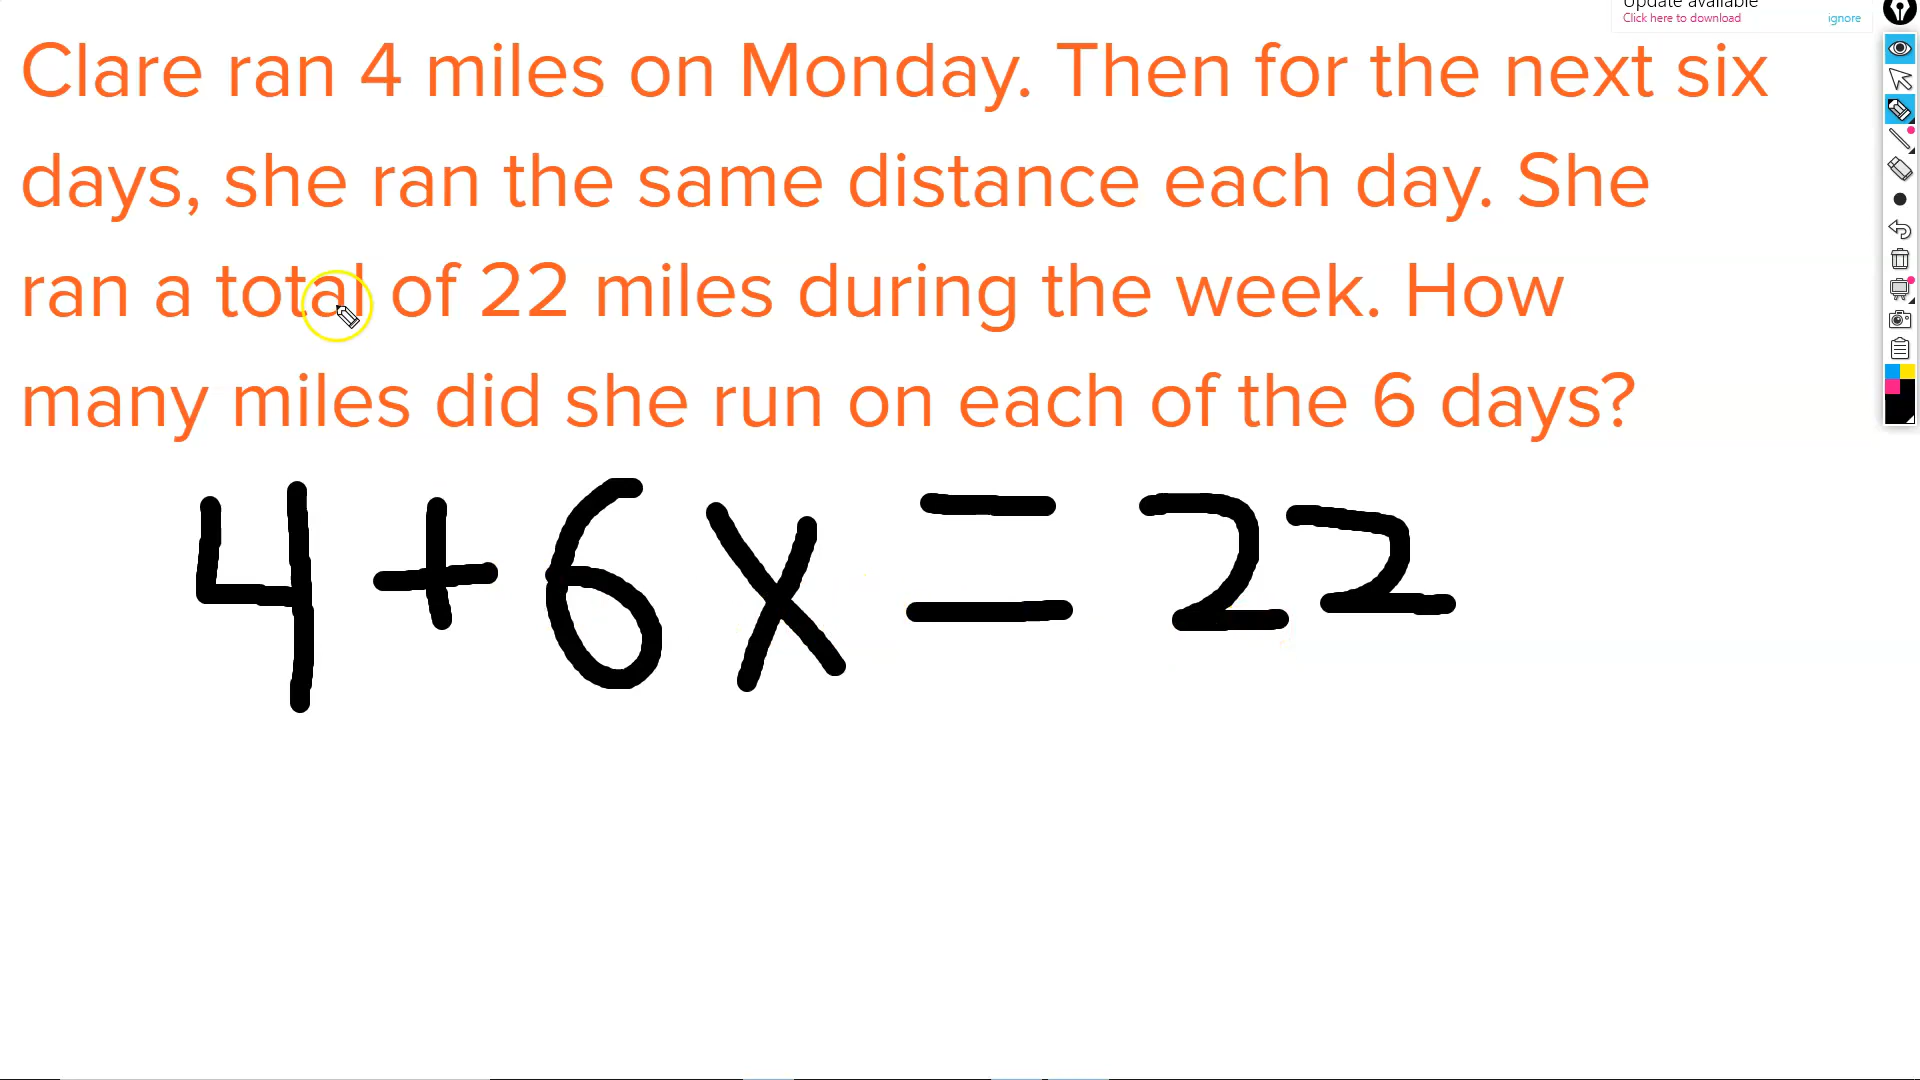 Update available
Click here to download ignore
Clare ran 4 miles on Monday. Then for the next six
days, she ran the same distance each day. She
ran a total of 22 miles during the week. How
many miles did she run on each of the 6 days?
4+6x=22